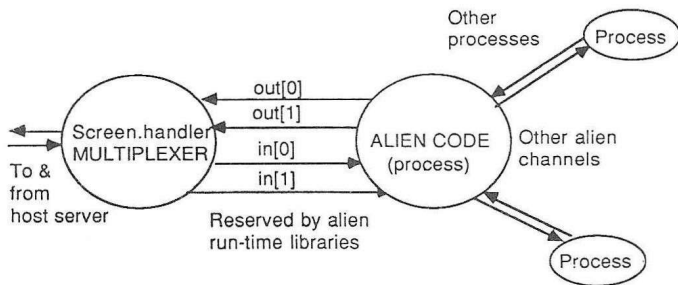 Other
processes
Process
out[0]
out[1]
Screen.handler
MULTIPLEXER
in[0]
in[1]
ALIEN CODE
(process)
Other alien
channels
To &
from
host server
Reserved by alien
run-time libraries
Process